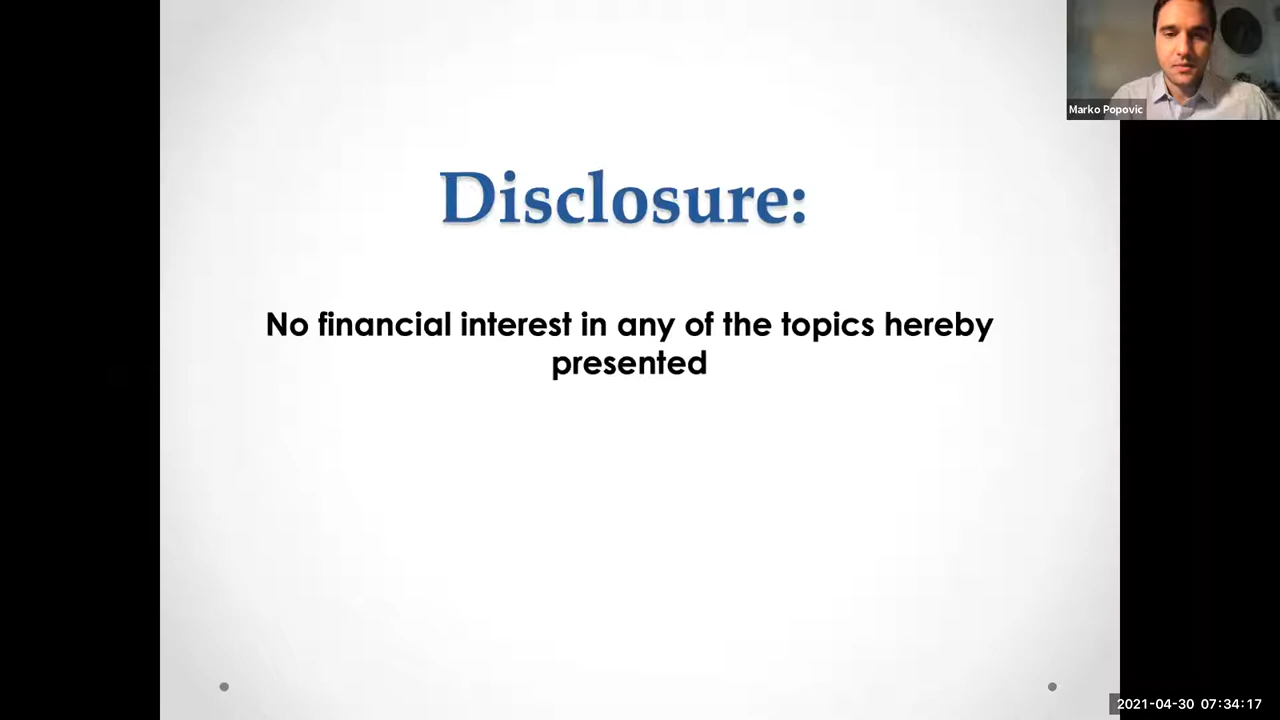 Marko Popovic
Disclosure:
No financial interest in any of the topics hereby
presented
2021-04-30 07:34:17